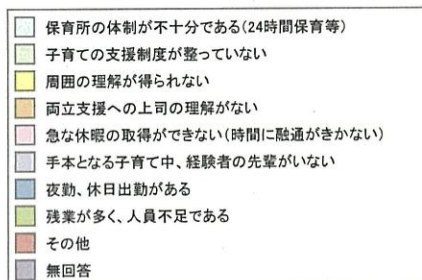 保育所の体制が不十分である(24時間保育等)
子育ての支援制度が整っていない
周囲の理解が得られない
両立支援への上司の理解がない
急な休暇の取得ができない(時間に融通がきかない)
手本となる子育て中、経験者の先輩がいない
夜勤、休日出勤がある
残業が多く、人員不足である
その他
無回答